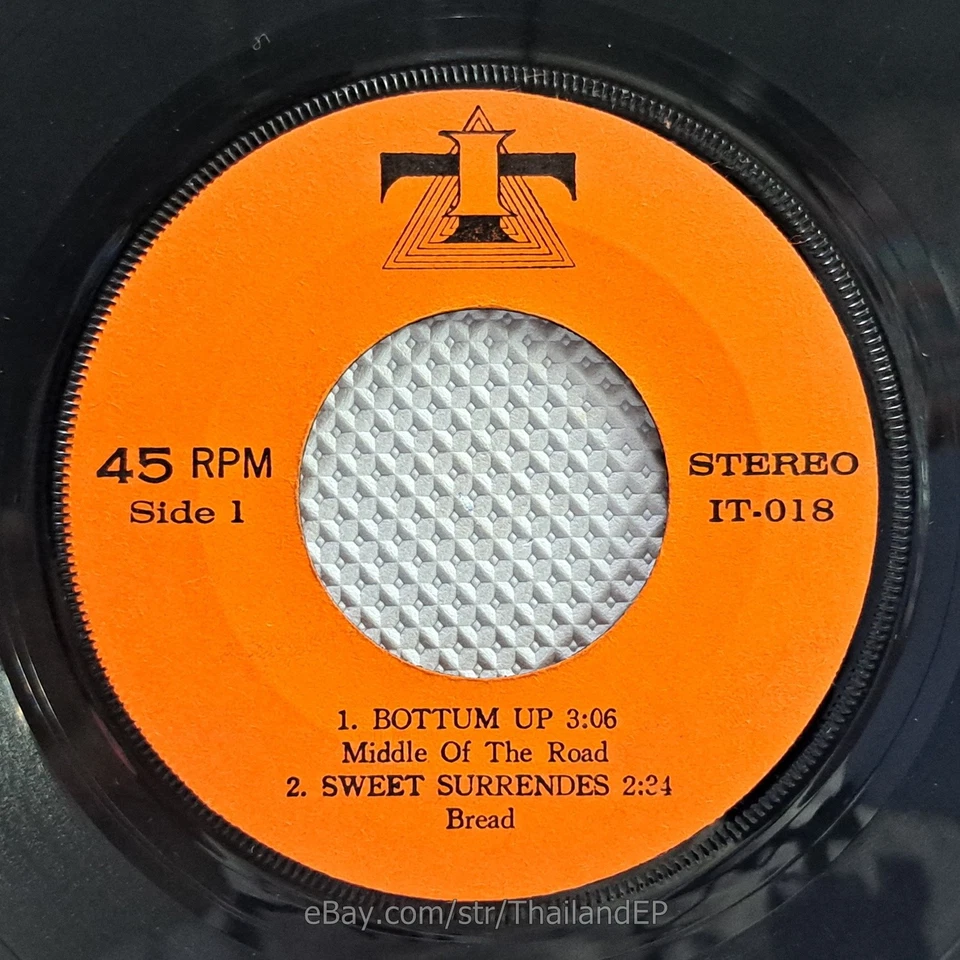 45 RPM
Side 1
STEREO
IT-018
1. BOTTUM UP 3:06
Middle Of The Road
2. SWEET SURRENDES 2:34
Bread
eBay.com/str/ThailandEP